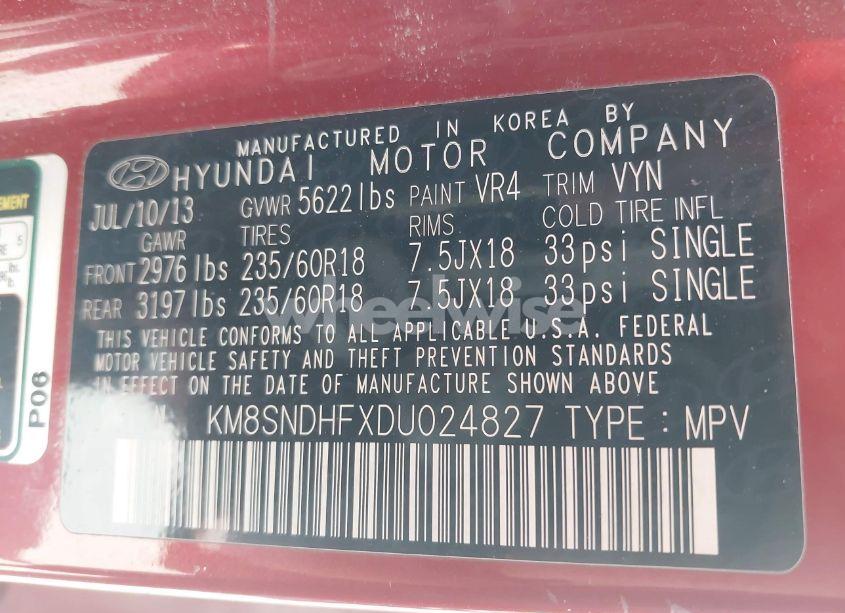 MANUFACTURED IN KOREA BY
HYUNDAI MOTOR COMPANY
JUL/10/13 GVWR 5622lbs PAINT VR4 TRIM VYN
GAWR TIRES RIMS COLD TIRE INFL
FRONT 2976lbs 235/60R18 7.5JX18 33psi SINGLE
REAR 3197lbs 235/60R18 7.5JX18 33psi SINGLE
wheelwise
THIS VEHICLE CONFORMS TO ALL APPLICABLE U.S.A. FEDERAL
MOTOR VEHICLE SAFETY AND THEFT PREVENTION STANDARDS
IN EFFECT ON THE DATE OF MANUFACTURE SHOWN ABOVE
KM8SNDHFXDU024827 TYPE : MPV
P06